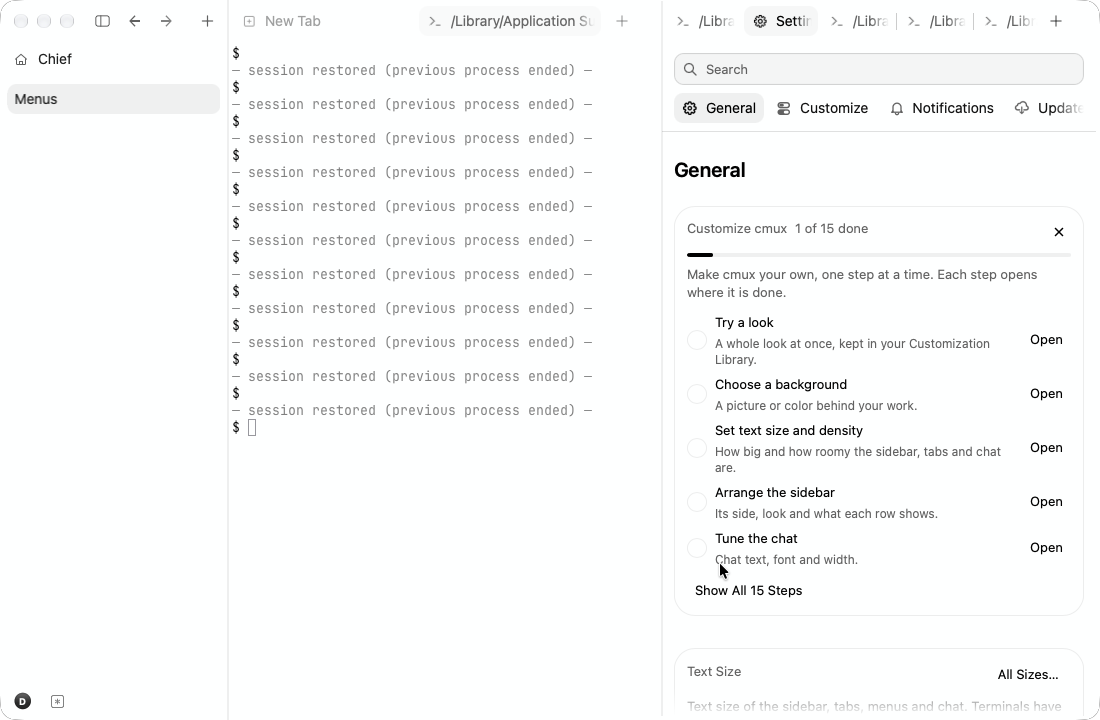 New Tab
/Library/Application Su
/Libra
Settin
/Libra
/Libra
/Libr
Chief
Menus
$
— session restored (previous process ended) —
$
— session restored (previous process ended) —
$
— session restored (previous process ended) —
$
— session restored (previous process ended) —
$
— session restored (previous process ended) —
$
— session restored (previous process ended) —
$
— session restored (previous process ended) —
$
— session restored (previous process ended) —
$
— session restored (previous process ended) —
$
— session restored (previous process ended) —
$
— session restored (previous process ended) —
$
Search
General
Customize
Notifications
Update
General
Customize cmux 1 of 15 done
Make cmux your own, one step at a time. Each step opens
where it is done.
Try a look
A whole look at once, kept in your Customization
Library.
Open
Choose a background
A picture or color behind your work.
Open
Set text size and density
How big and how roomy the sidebar, tabs and chat
are.
Open
Arrange the sidebar
Its side, look and what each row shows.
Open
Tune the chat
Chat text, font and width.
Open
Show All 15 Steps
Text Size
All Sizes...
Text size of the sidebar, tabs, menus and chat. Terminals have
D